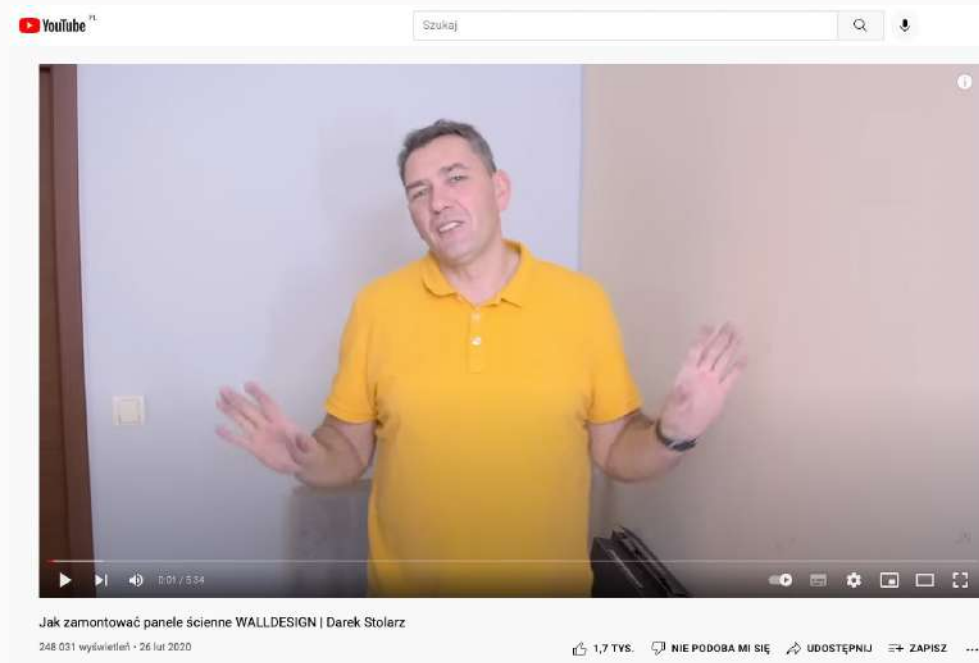 YouTube PL
Szukaj
0:01 / 5:34
Jak zamontować panele ścienne WALLDESIGN | Darek Stolarz
248 031 wyświetleń • 26 lut 2020
1,7 TYS. NIE PODOBA MI SIĘ UDOSTĘPNIJ ZAPISZ